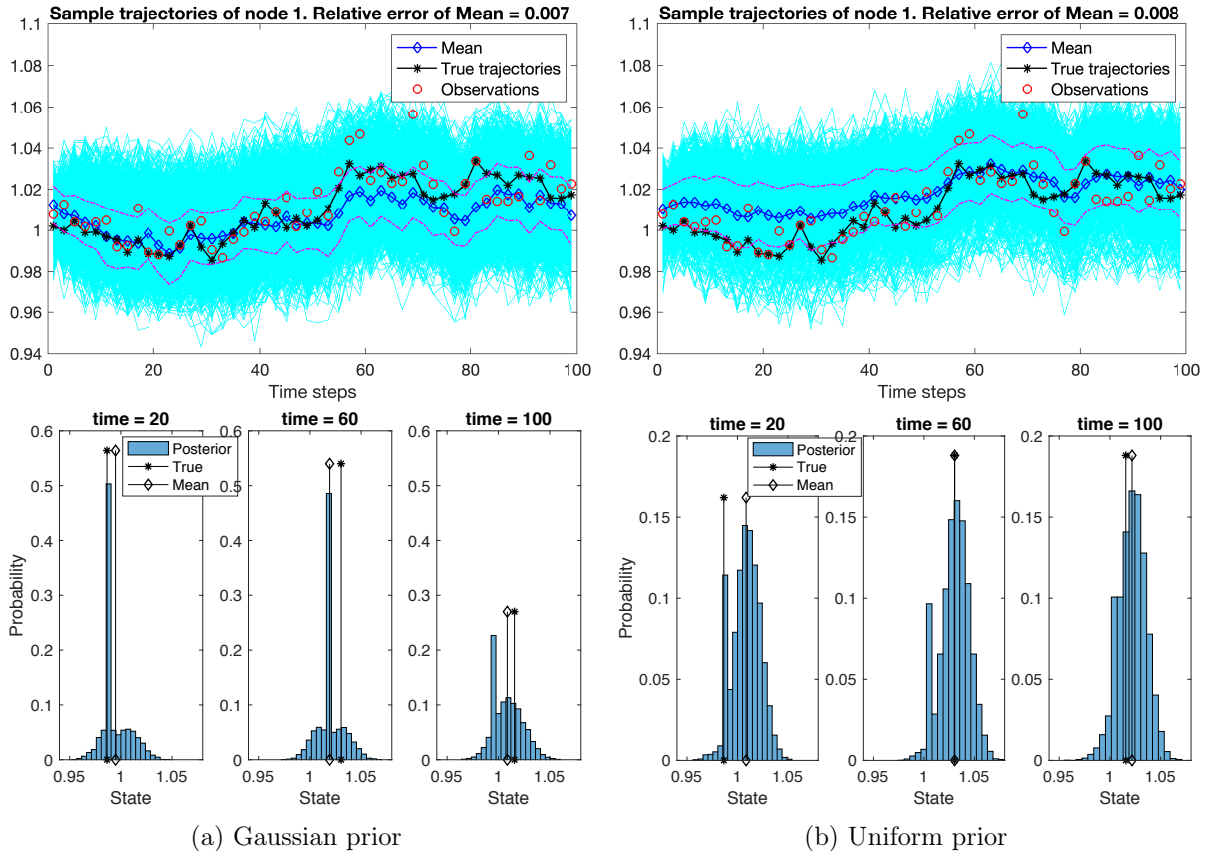 Sample trajectories of node 1. Relative error of Mean = 0.007
1.1
1.08
1.06
1.04
1.02
1
0.98
0.96
0.94
Mean
True trajectories
Observations
0 20 40 60 80 100
Time steps
Sample trajectories of node 1. Relative error of Mean = 0.008
1.1
1.08
1.06
1.04
1.02
1
0.98
0.96
0.94
Mean
True trajectories
Observations
0 20 40 60 80 100
Time steps
time = 20
0.6
0.5
0.4
0.3
0.2
0.1
0
Probability
Posterior
True
Mean
0.95 1 1.05
State
time = 60
0.6
0.5
0.4
0.3
0.2
0.1
0
0.95 1 1.05
State
time = 100
0.6
0.5
0.4
0.3
0.2
0.1
0
0.95 1 1.05
State
time = 20
0.2
0.15
0.1
0.05
0
Probability
Posterior
True
Mean
0.95 1 1.05
State
time = 60
0.2
0.15
0.1
0.05
0
0.95 1 1.05
State
time = 100
0.2
0.15
0.1
0.05
0
0.95 1 1.05
State
(a) Gaussian prior
(b) Uniform prior